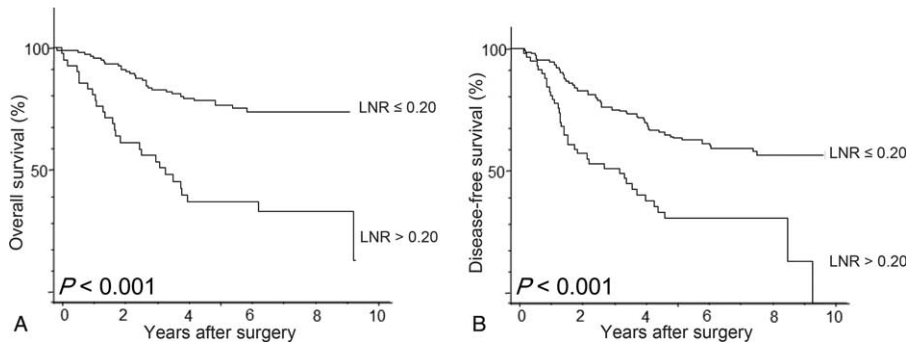 100
50
Overall survival (%)
LNR ≤ 0.20
LNR > 0.20
P < 0.001
0 2 4 6 8 10
Years after surgery
A
100
50
Disease-free survival (%)
LNR ≤ 0.20
LNR > 0.20
P < 0.001
0 2 4 6 8 10
Years after surgery
B